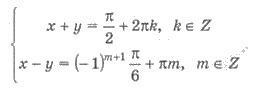 x + y = π/2 + 2πk, k ∈ Z
x − y = (−1)^{m+1} π/6 + πm, m ∈ Z